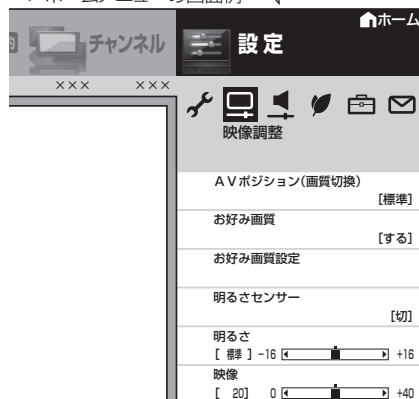 ホーム
チャンネル
設定
××× ×××
映像調整
AVポジション(画質切換)
[標準]
お好み画質
[する]
お好み画質設定
明るさセンサー
[切]
明るさ
[ 標準 ] -16 +16
映像
[ 20] 0 +40